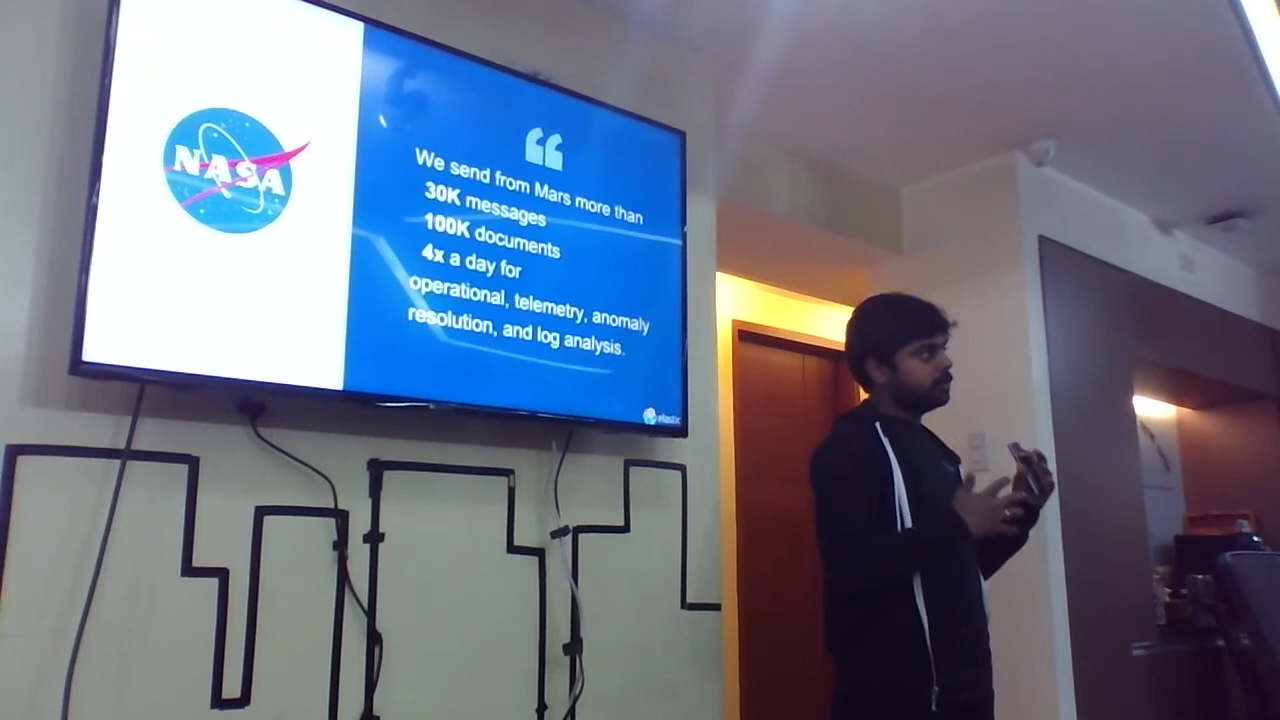 NASA
“
We send from Mars more than
30K messages
100K documents
4x a day for
operational, telemetry, anomaly
resolution, and log analysis.
elastic